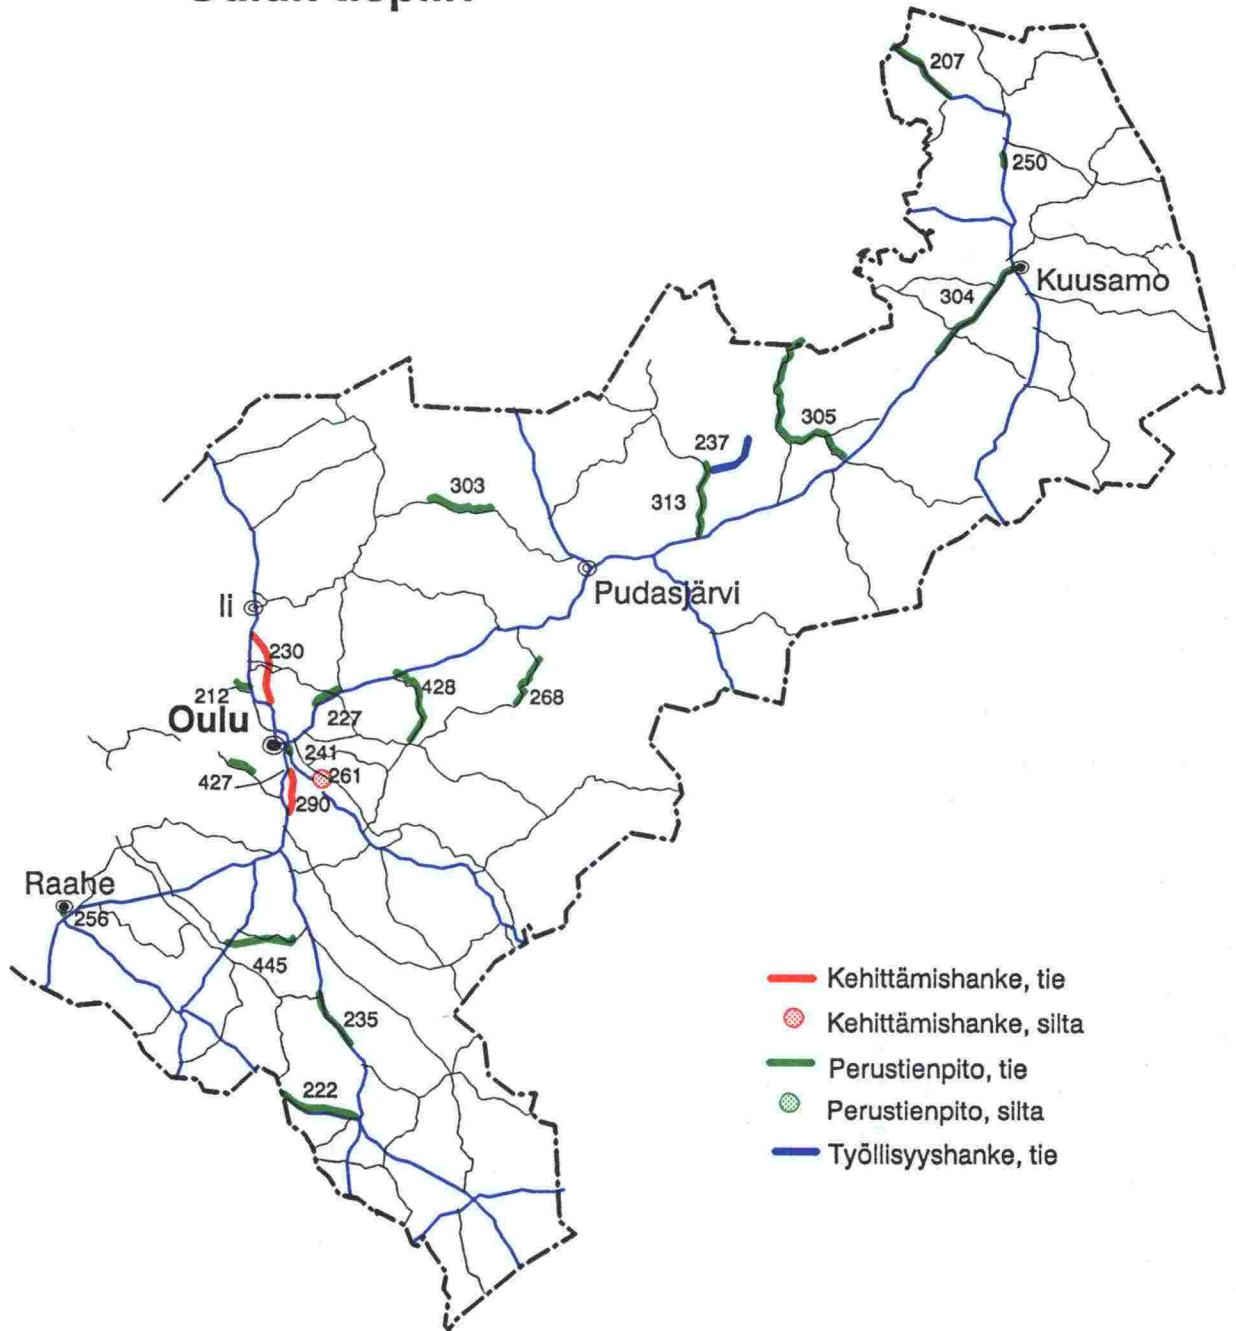 207
250
Kuusamo
304
305
237
303
313
Ii
Pudasjärvi
230
212
428
268
227
Oulu
241
261
427
290
Raahe
256
445
235
222
Kehittämishanke, tie
Kehittämishanke, silta
Perustienpito, tie
Perustienpito, silta
Työllisyyshanke, tie